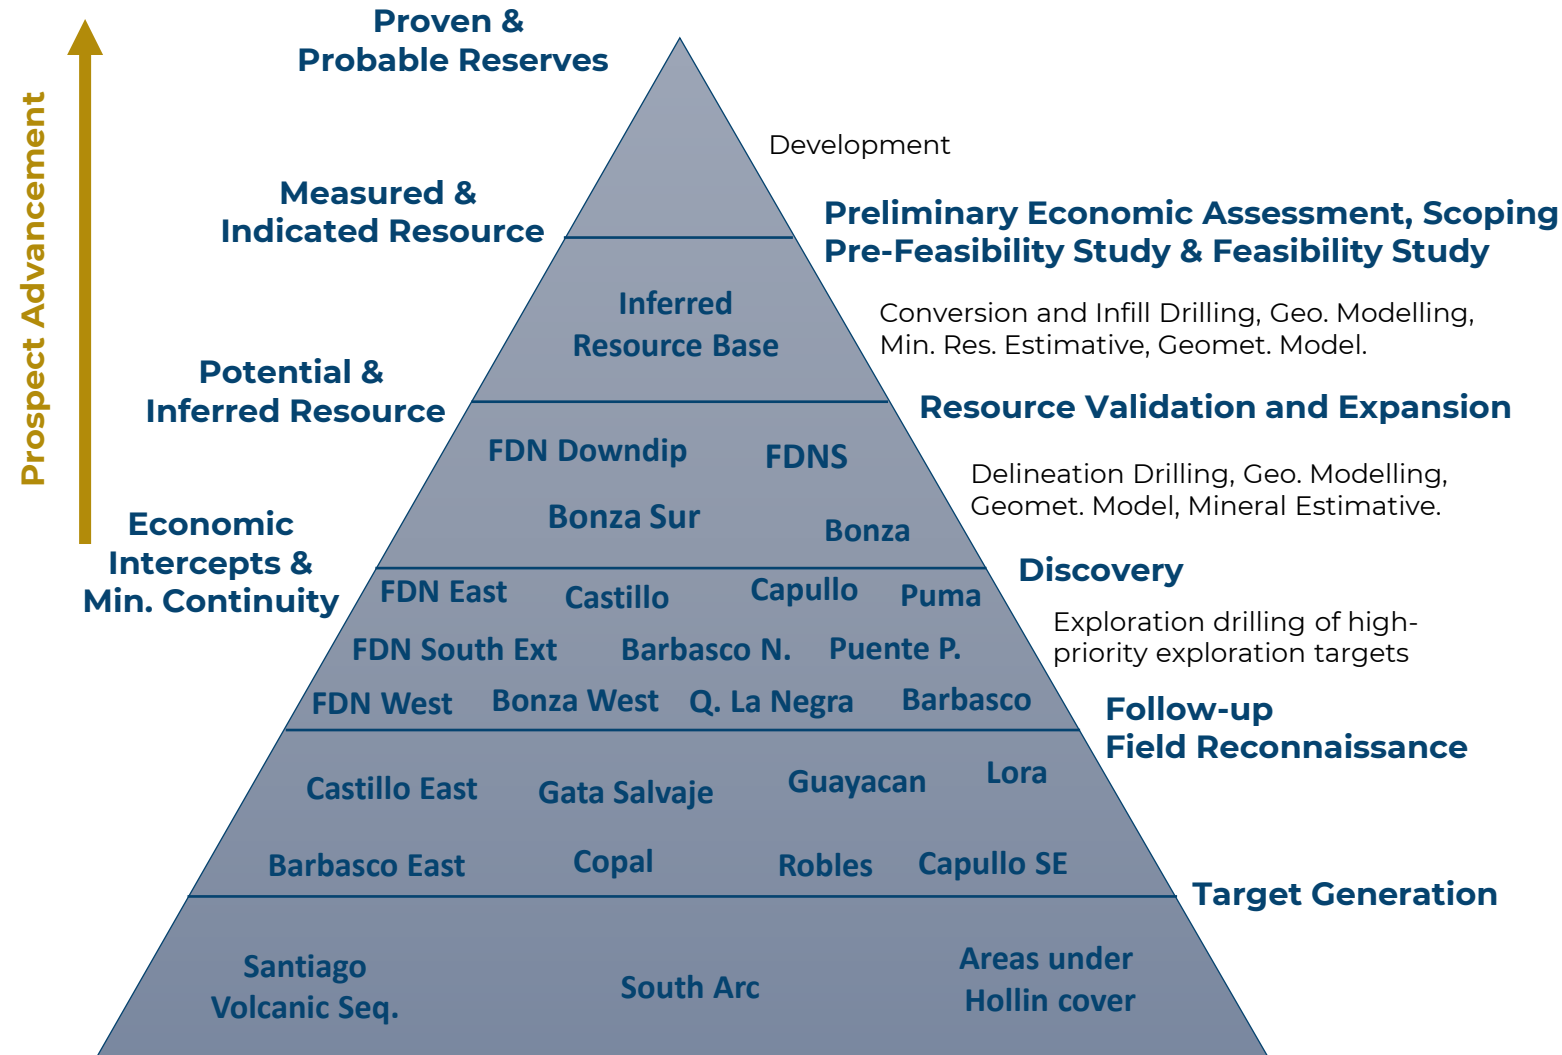 Proven &
Probable Reserves
Prospect Advancement
Development
Measured &
Indicated Resource
Preliminary Economic Assessment, Scoping
Pre-Feasibility Study & Feasibility Study
Inferred
Resource Base
Conversion and Infill Drilling, Geo. Modelling,
Min. Res. Estimative, Geomet. Model.
Potential &
Inferred Resource
Resource Validation and Expansion
FDN Downdip
FDNS
Bonza Sur
Bonza
Delineation Drilling, Geo. Modelling,
Geomet. Model, Mineral Estimative.
Economic
Intercepts &
Min. Continuity
Discovery
FDN East
Castillo
Capullo
Puma
FDN South Ext
Barbasco N.
Puente P.
FDN West
Bonza West
Q. La Negra
Barbasco
Exploration drilling of high-
priority exploration targets
Follow-up
Field Reconnaissance
Castillo East
Gata Salvaje
Guayacan
Lora
Barbasco East
Copal
Robles
Capullo SE
Target Generation
Santiago
Volcanic Seq.
South Arc
Areas under
Hollin cover